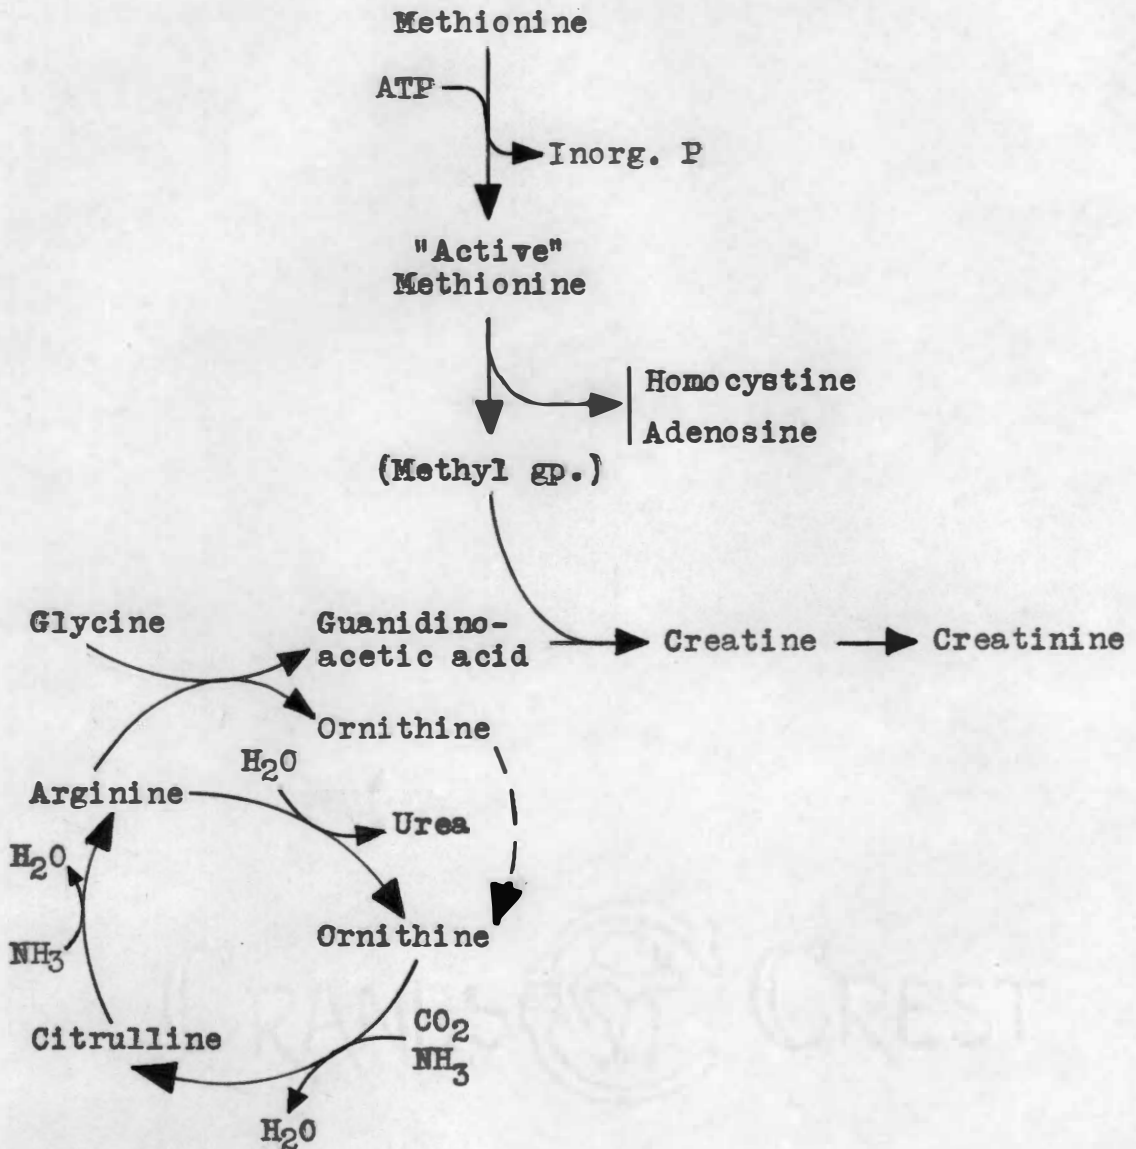 Methionine
ATP
Inorg. P
"Active"
Methionine
Homocystine
Adenosine
(Methyl gp.)
Glycine
Guanidino-
acetic acid
Creatine
Creatinine
Ornithine
H2O
Arginine
Urea
H2O
NH3
Ornithine
Citrulline
CO2
NH3
H2O
CREST